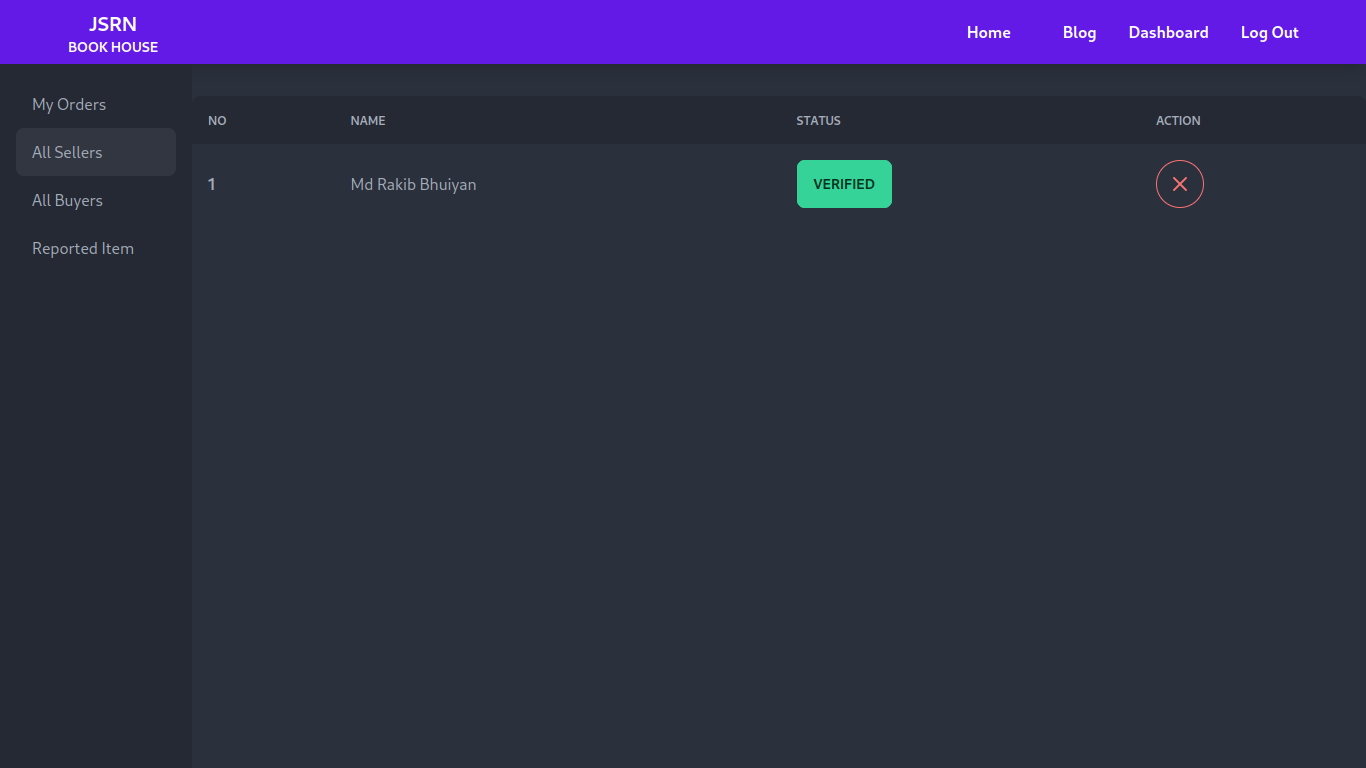 JSRN
BOOK HOUSE
Home Blog Dashboard Log Out
My Orders
All Sellers
All Buyers
Reported Item
NO NAME STATUS ACTION
1 Md Rakib Bhuiyan VERIFIED